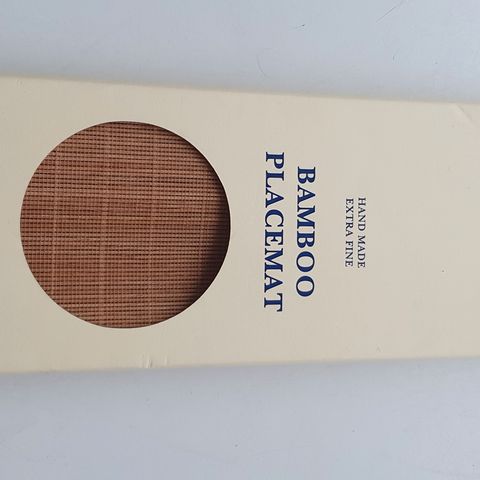 HAND MADE
EXTRA FINE
BAMBOO
PLACEMAT